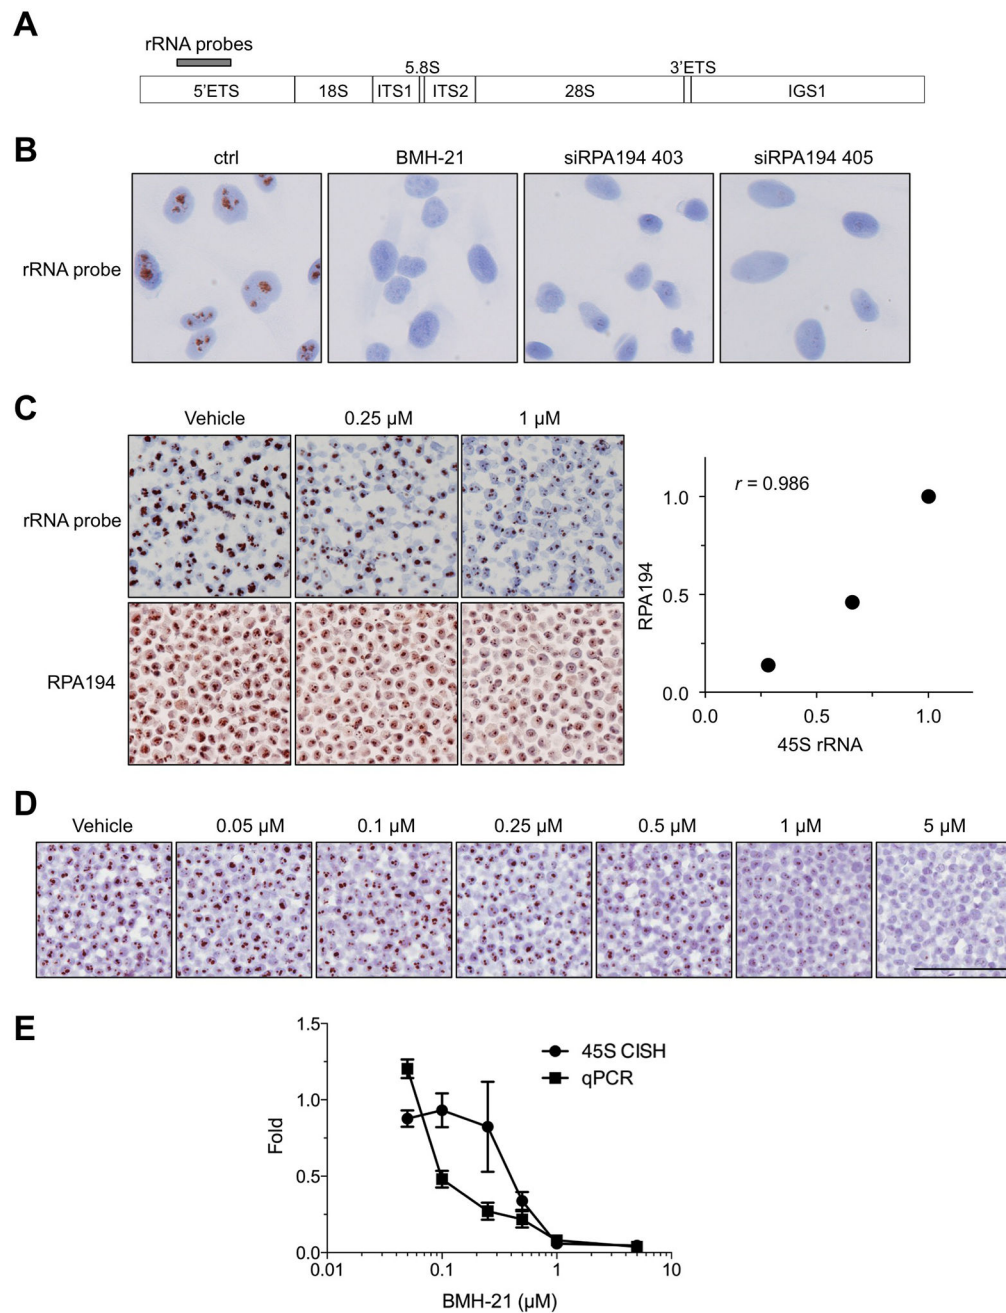 A
rRNA probes
5.8S
3’ETS
5’ETS
18S
ITS1
ITS2
28S
IGS1
B
ctrl
BMH-21
siRPA194 403
siRPA194 405
rRNA probe
C
Vehicle
0.25 µM
1 µM
rRNA probe
RPA194
r = 0.986
1.0
0.5
0.0
RPA194
0.0
0.5
1.0
45S rRNA
D
Vehicle
0.05 µM
0.1 µM
0.25 µM
0.5 µM
1 µM
5 µM
E
1.5
1.0
0.5
0.0
Fold
45S CISH
qPCR
0.01
0.1
1
10
BMH-21 (µM)